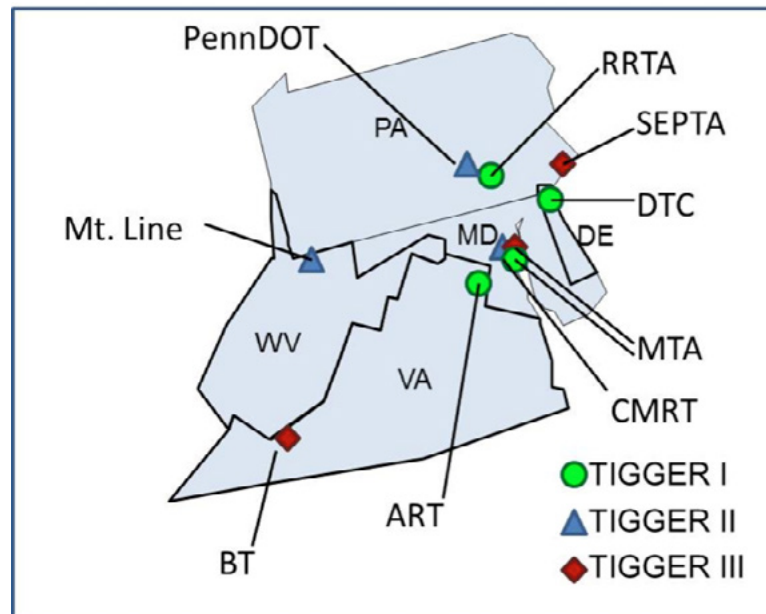 PennDOT
RRTA
SEPTA
PA
DTC
Mt. Line
MD
DE
WV
VA
MTA
CMRT
ART
BT
TIGGER I
TIGGER II
TIGGER III